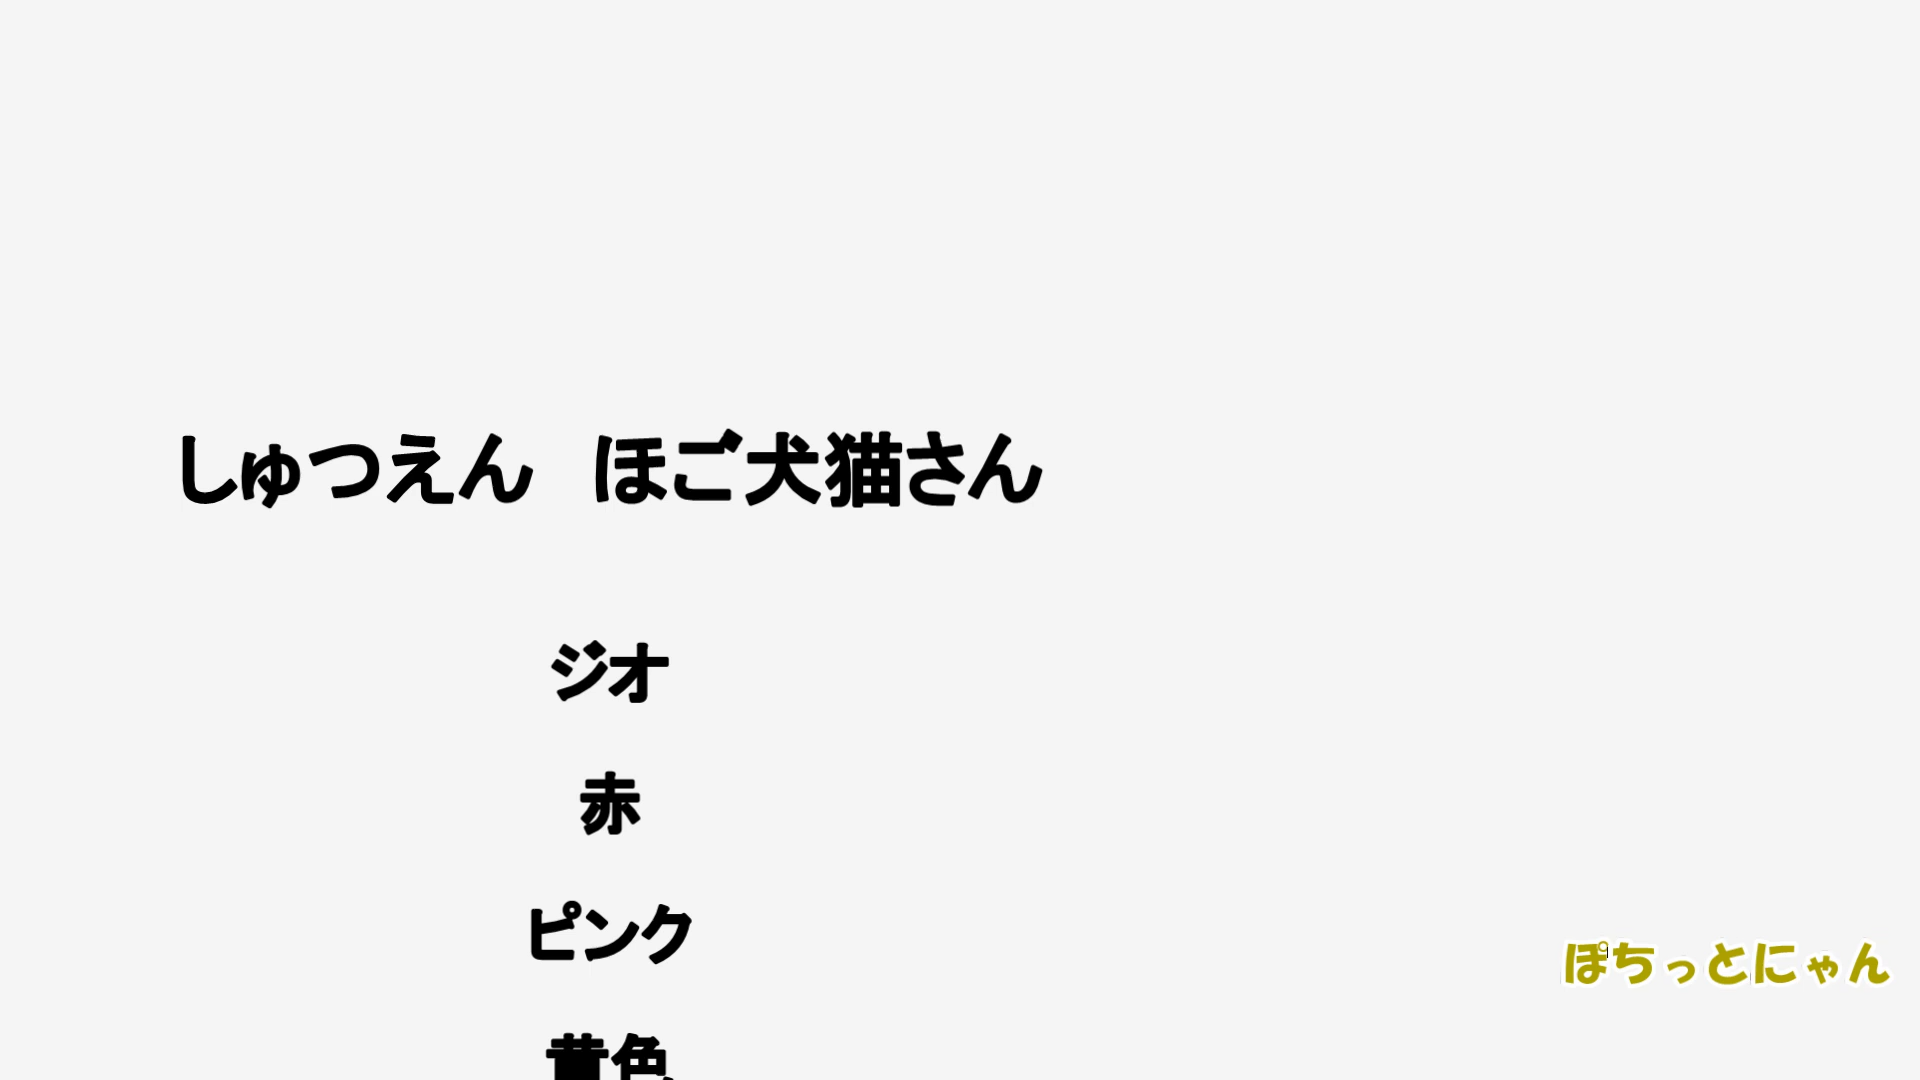 しゅつえん　ほご犬猫さん
ジオ
赤
ピンク
ぽちっとにゃん
黄色